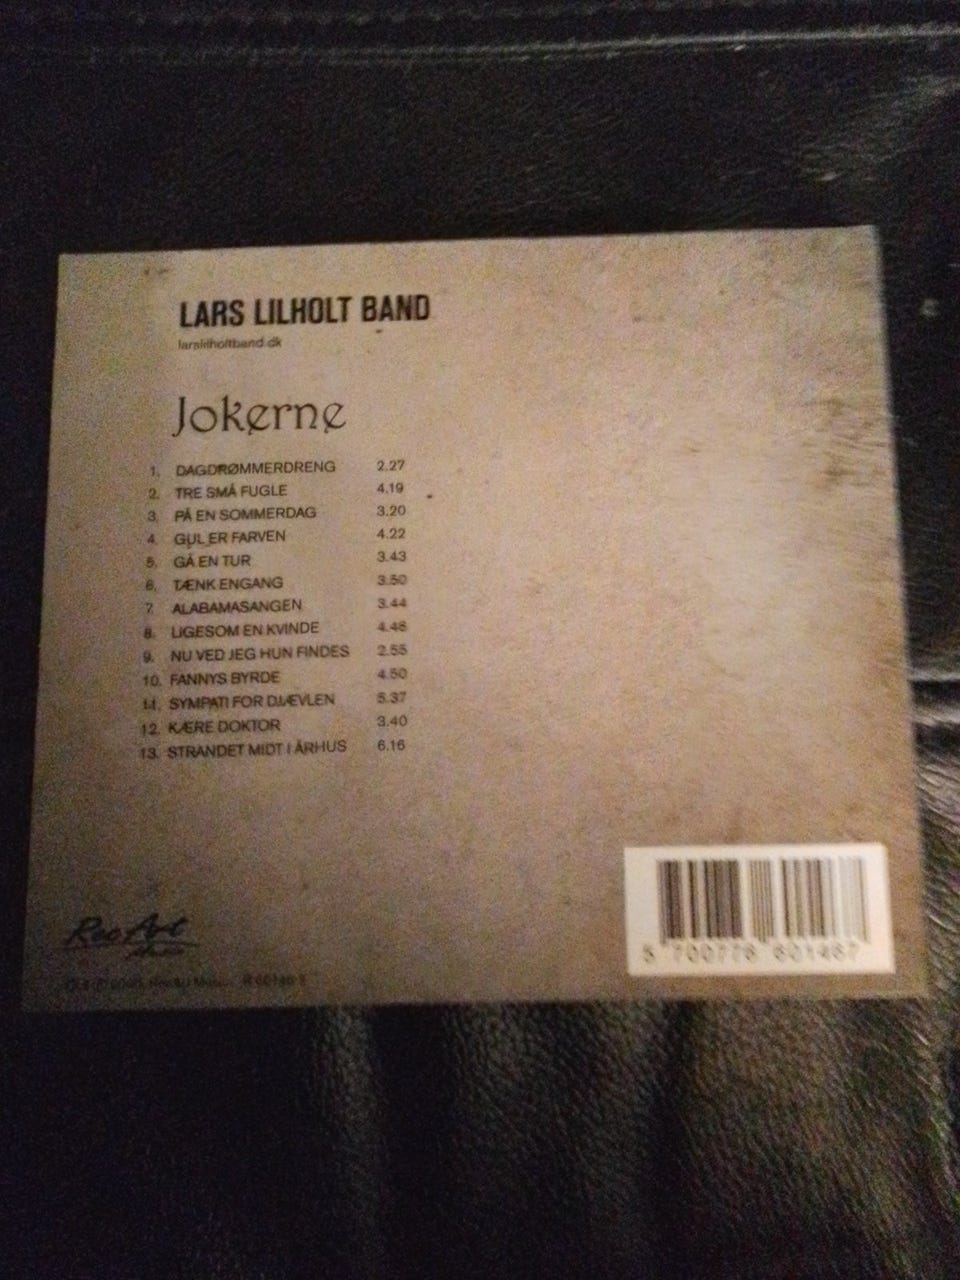 LARS LILHOLT BAND
larslilholtband.dk
Jokerne
1. DAGDRØMMERDRENG 2.27
2. TRE SMÅ FUGLE 4.19
3. PÅ EN SOMMERDAG 3.20
4. GUL ER FARVEN 4.22
5. GÅ EN TUR 3.43
6. TÆNK ENGANG 3.50
7. ALABAMASANGEN 3.44
8. LIGESOM EN KVINDE 4.46
9. NU VED JEG HUN FINDES 2.55
10. FANNYS BYRDE 4.50
11. SYMPATI FOR DJÆVLEN 5.37
12. KÆRE DOKTOR 3.40
13. STRANDET MIDT I ÅRHUS 6.16
RecArt
5 700776 601467